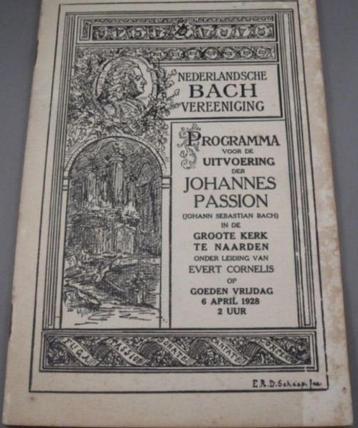 NEDERLANDSCHE
BACH
VEREENIGING
PROGRAMMA
VOOR DE
UITVOERING
DER
JOHANNES
PASSION
(JOHANN SEBASTIAN BACH)
IN DE
GROOTE KERK
TE NAARDEN
ONDER LEIDING VAN
EVERT CORNELIS
OP
GOEDEN VRIJDAG
6 APRIL 1928
2 UUR
FUGA